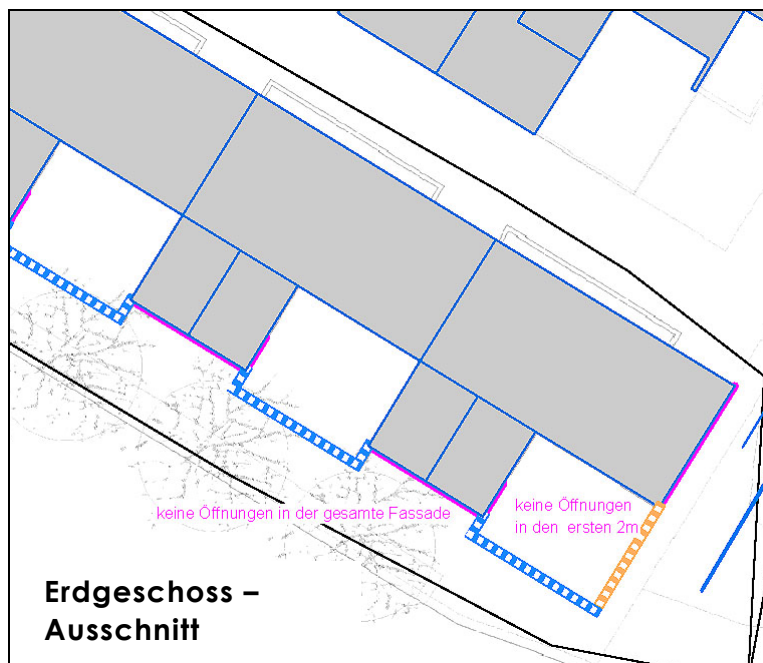 keine Öffnungen in der gesamte Fassade
keine Öffnungen
in den ersten 2m
Erdgeschoss –
Ausschnitt